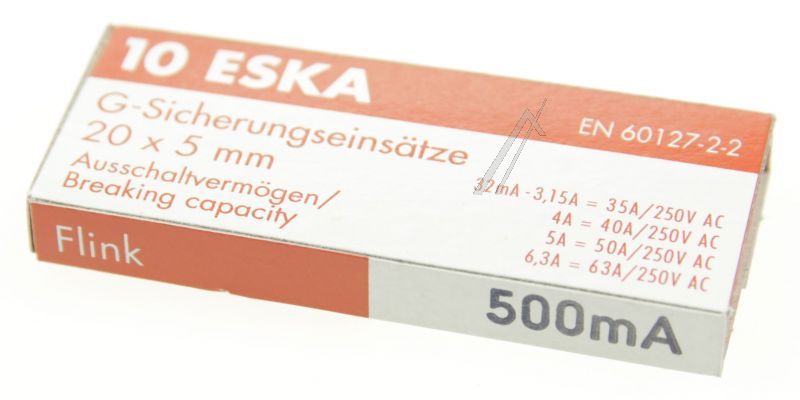 10 ESKA
G-Sicherungseinsätze
20 x 5 mm
Ausschaltvermögen/
Breaking capacity
EN 60127-2-2
32mA -3,15A = 35A/250V AC
4A = 40A/250V AC
5A = 50A/250V AC
6,3A = 63A/250V AC
Flink
500mA